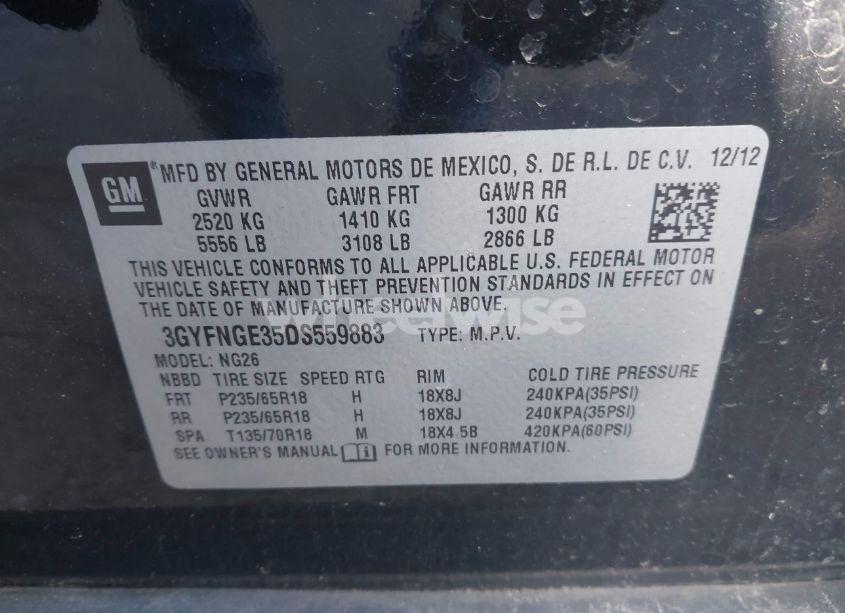 GM
*MFD BY GENERAL MOTORS DE MEXICO, S. DE R.L. DE C.V. 12/12
GVWR GAWR FRT GAWR RR
2520 KG 1410 KG 1300 KG
5556 LB 3108 LB 2866 LB
THIS VEHICLE CONFORMS TO ALL APPLICABLE U.S. FEDERAL MOTOR
VEHICLE SAFETY AND THEFT PREVENTION STANDARDS IN EFFECT ON
THE DATE OF MANUFACTURE SHOWN ABOVE.
wheelwise
3GYFNGE35DS559883 TYPE: M.P.V.
MODEL: NG26
NBBD TIRE SIZE SPEED RTG RIM COLD TIRE PRESSURE
FRT P235/65R18 H 18X8J 240KPA(35PSI)
RR P235/65R18 H 18X8J 240KPA(35PSI)
SPA T135/70R18 M 18X4.5B 420KPA(60PSI)
SEE OWNER'S MANUAL i FOR MORE INFORMATION.